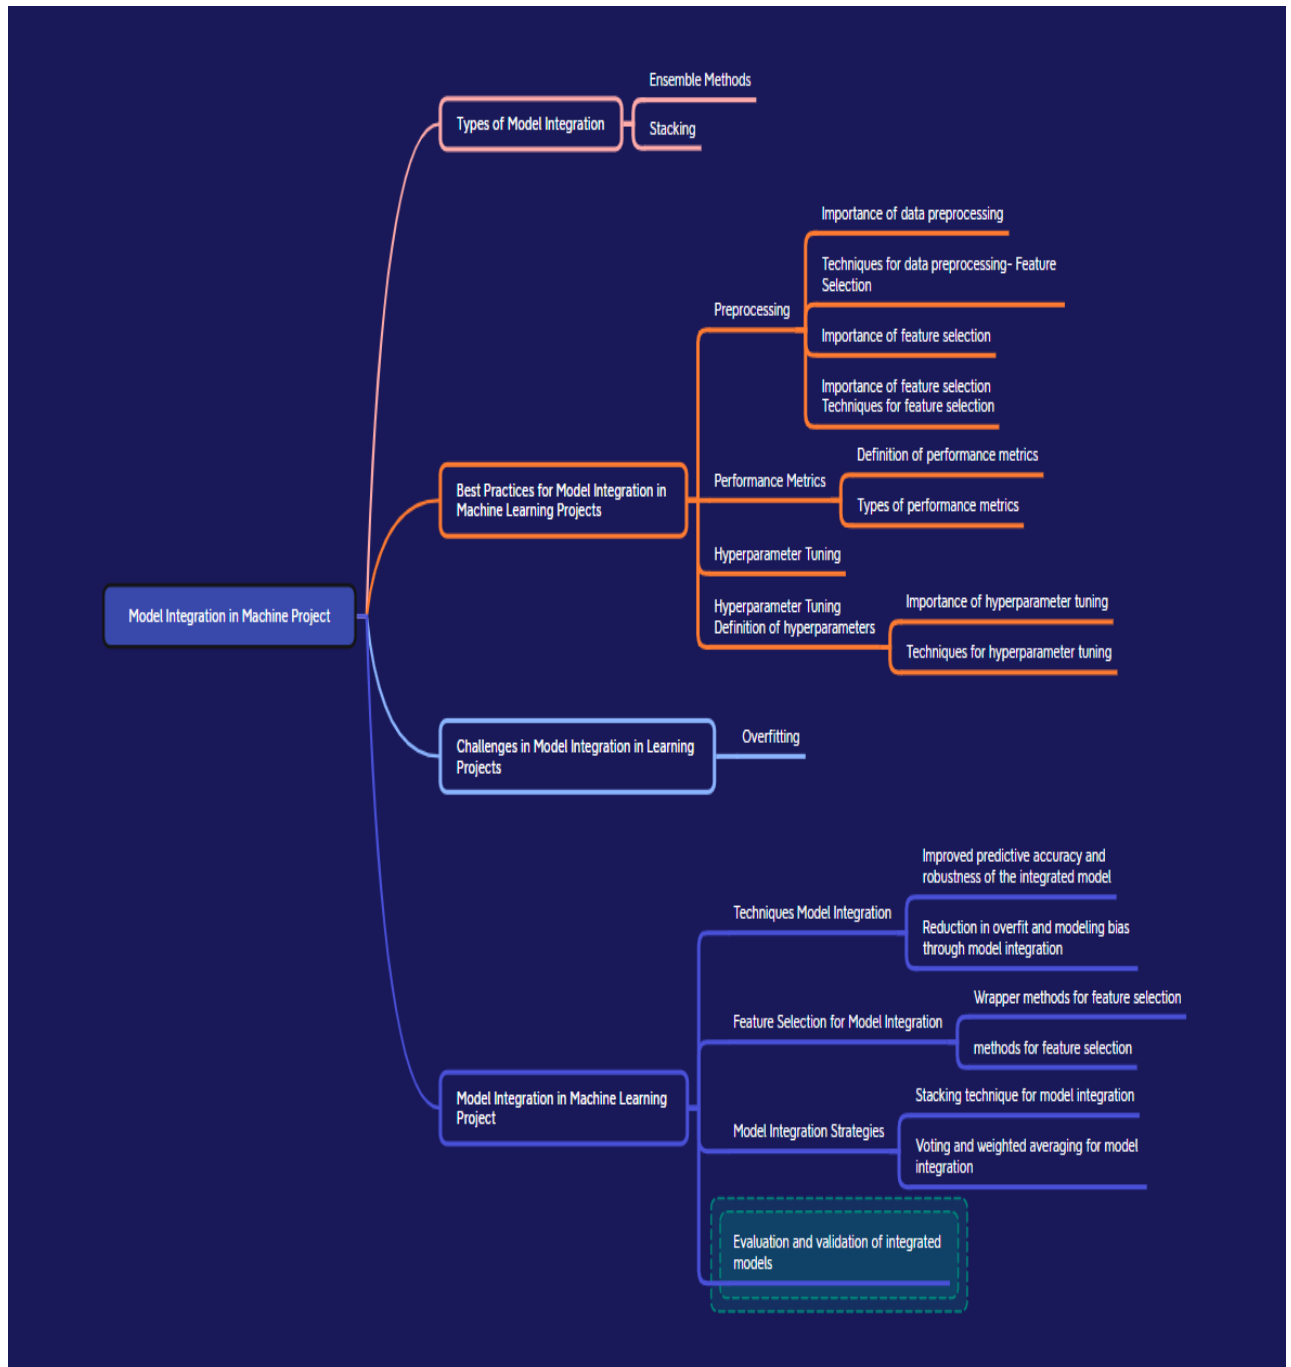 Ensemble Methods
Types of Model Integration
Stacking
Importance of data preprocessing
Techniques for data preprocessing- Feature
Selection
Preprocessing
Importance of feature selection
Importance of feature selection
Techniques for feature selection
Definition of performance metrics
Performance Metrics
Best Practices for Model Integration in
Machine Learning Projects
Types of performance metrics
Hyperparameter Tuning
Hyperparameter Tuning
Definition of hyperparameters
Importance of hyperparameter tuning
Techniques for hyperparameter tuning
Model Integration in Machine Project
Challenges in Model Integration in Learning
Projects
Overfitting
Improved predictive accuracy and
robustness of the integrated model
Techniques Model Integration
Reduction in overfit and modeling bias
through model integration
Wrapper methods for feature selection
Feature Selection for Model Integration
methods for feature selection
Model Integration in Machine Learning
Project
Stacking technique for model integration
Model Integration Strategies
Voting and weighted averaging for model
integration
Evaluation and validation of integrated
models